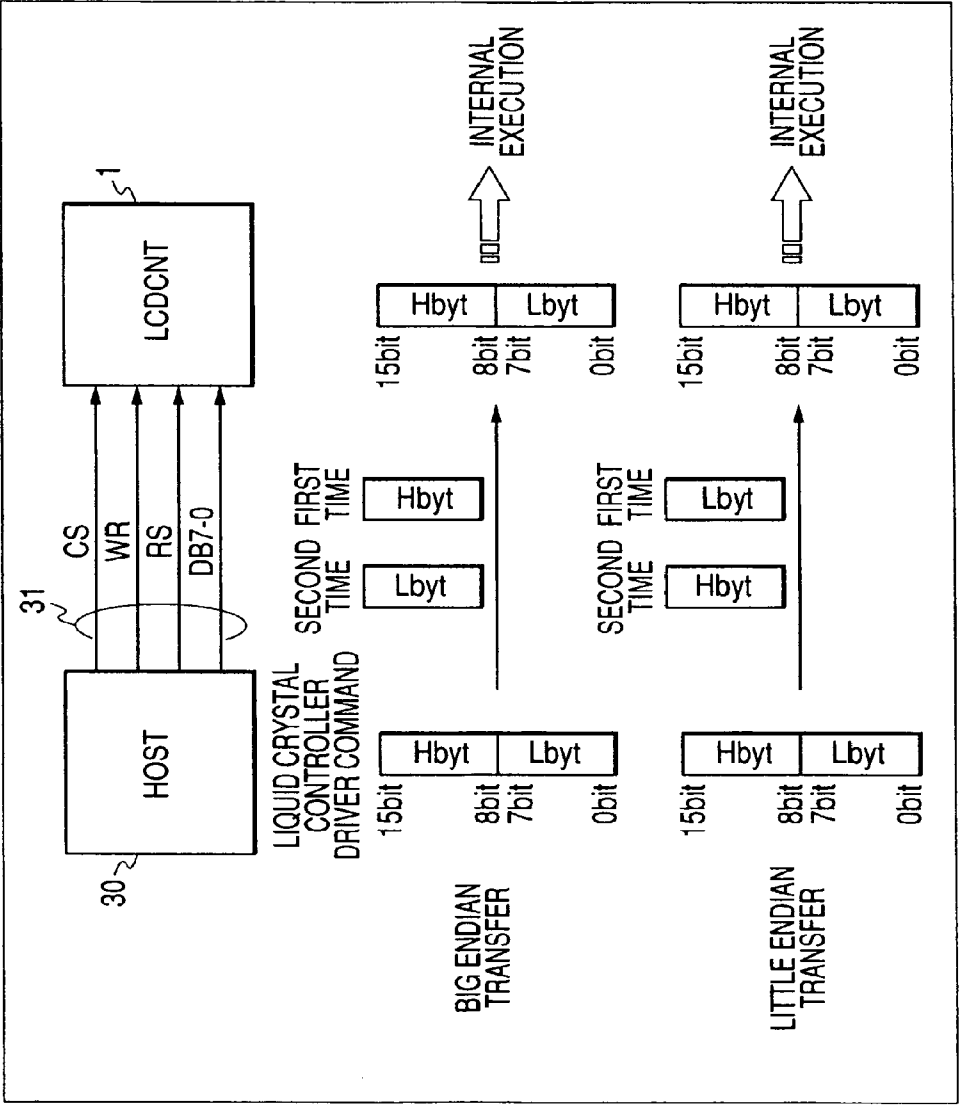 30
HOST
31
CS
WR
RS
DB7-0
1
LCDCNT
LIQUID CRYSTAL
CONTROLLER
DRIVER COMMAND
SECOND
TIME
FIRST
TIME
BIG ENDIAN
TRANSFER
15bit
8bit
7bit
0bit
Hbyt
Lbyt
Lbyt
Hbyt
15bit
8bit
7bit
0bit
Hbyt
Lbyt
INTERNAL
EXECUTION
SECOND
TIME
FIRST
TIME
LITTLE ENDIAN
TRANSFER
15bit
8bit
7bit
0bit
Hbyt
Lbyt
Hbyt
Lbyt
15bit
8bit
7bit
0bit
Hbyt
Lbyt
INTERNAL
EXECUTION